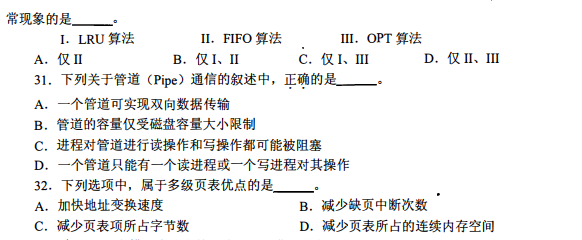 常现象的是______。
I．LRU 算法 II．FIFO 算法 III．OPT 算法
A．仅 II B．仅 I、II C．仅 I、III D．仅 II、III
31．下列关于管道（Pipe）通信的叙述中，正确的是______。
A．一个管道可实现双向数据传输
B．管道的容量仅受磁盘容量大小限制
C．进程对管道进行读操作和写操作都可能被阻塞
D．一个管道只能有一个读进程或一个写进程对其操作
32．下列选项中，属于多级页表优点的是______。
A．加快地址变换速度 B．减少缺页中断次数
C．减少页表项所占字节数 D．减少页表所占的连续内存空间